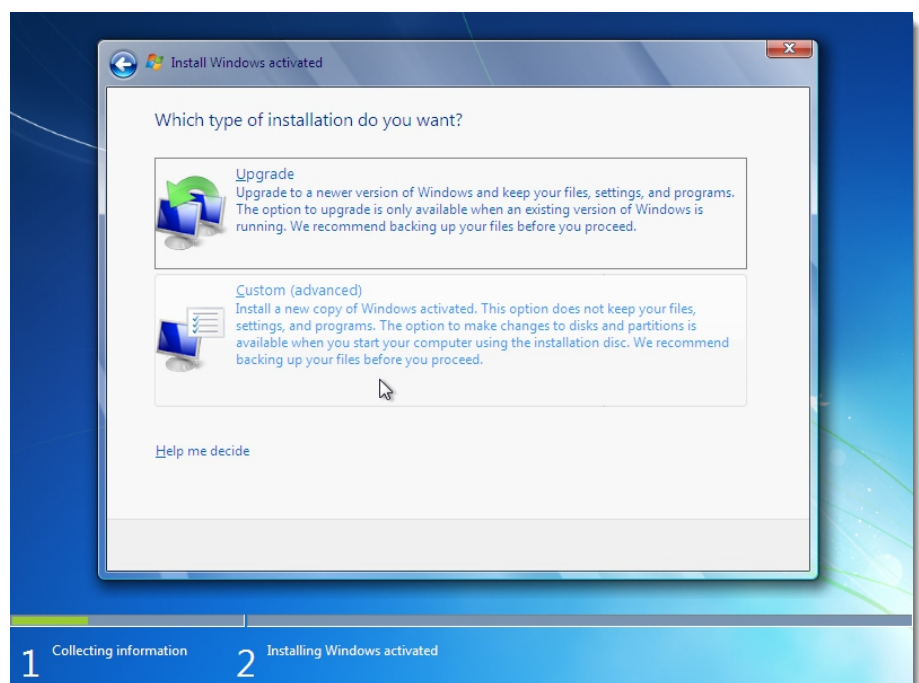 Install Windows activated
Which type of installation do you want?
Upgrade
Upgrade to a newer version of Windows and keep your files, settings, and programs.
The option to upgrade is only available when an existing version of Windows is
running. We recommend backing up your files before you proceed.
Custom (advanced)
Install a new copy of Windows activated. This option does not keep your files,
settings, and programs. The option to make changes to disks and partitions is
available when you start your computer using the installation disc. We recommend
backing up your files before you proceed.
Help me decide
1 Collecting information
2 Installing Windows activated